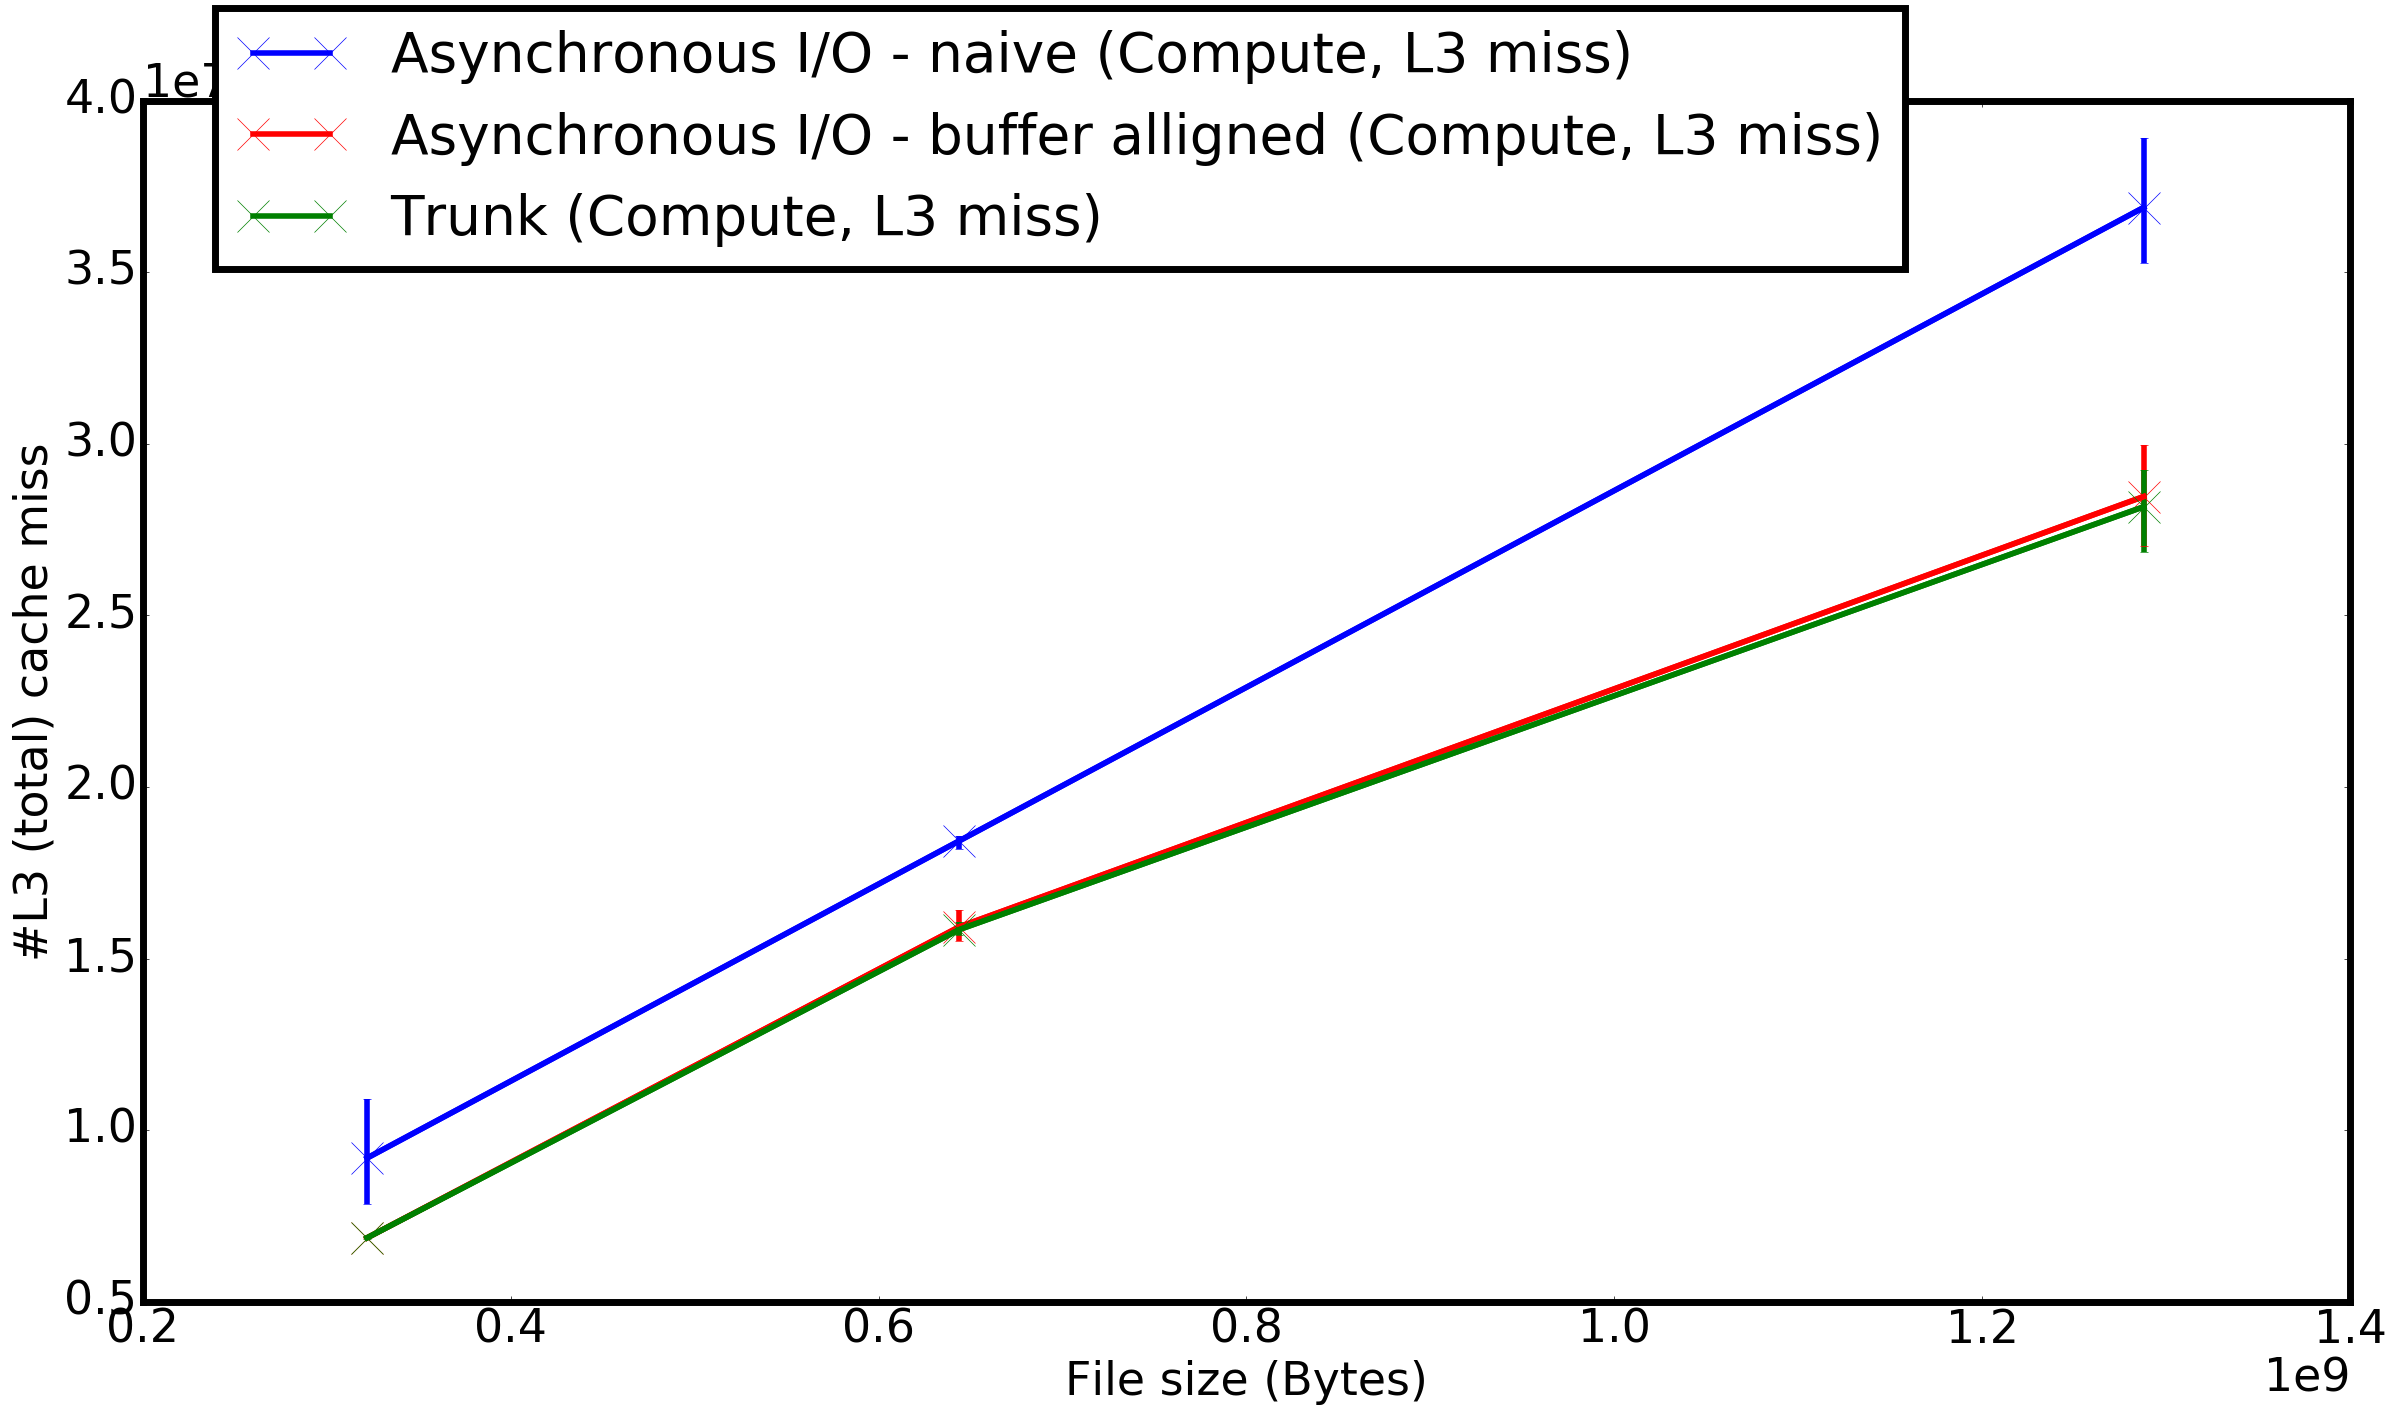 Asynchronous I/O - naive (Compute, L3 miss)
Asynchronous I/O - buffer alligned (Compute, L3 miss)
Trunk (Compute, L3 miss)
1e7
4.0
3.5
3.0
2.5
2.0
1.5
1.0
0.5
#L3 (total) cache miss
0.2 0.4 0.6 0.8 1.0 1.2 1.4
1e9
File size (Bytes)